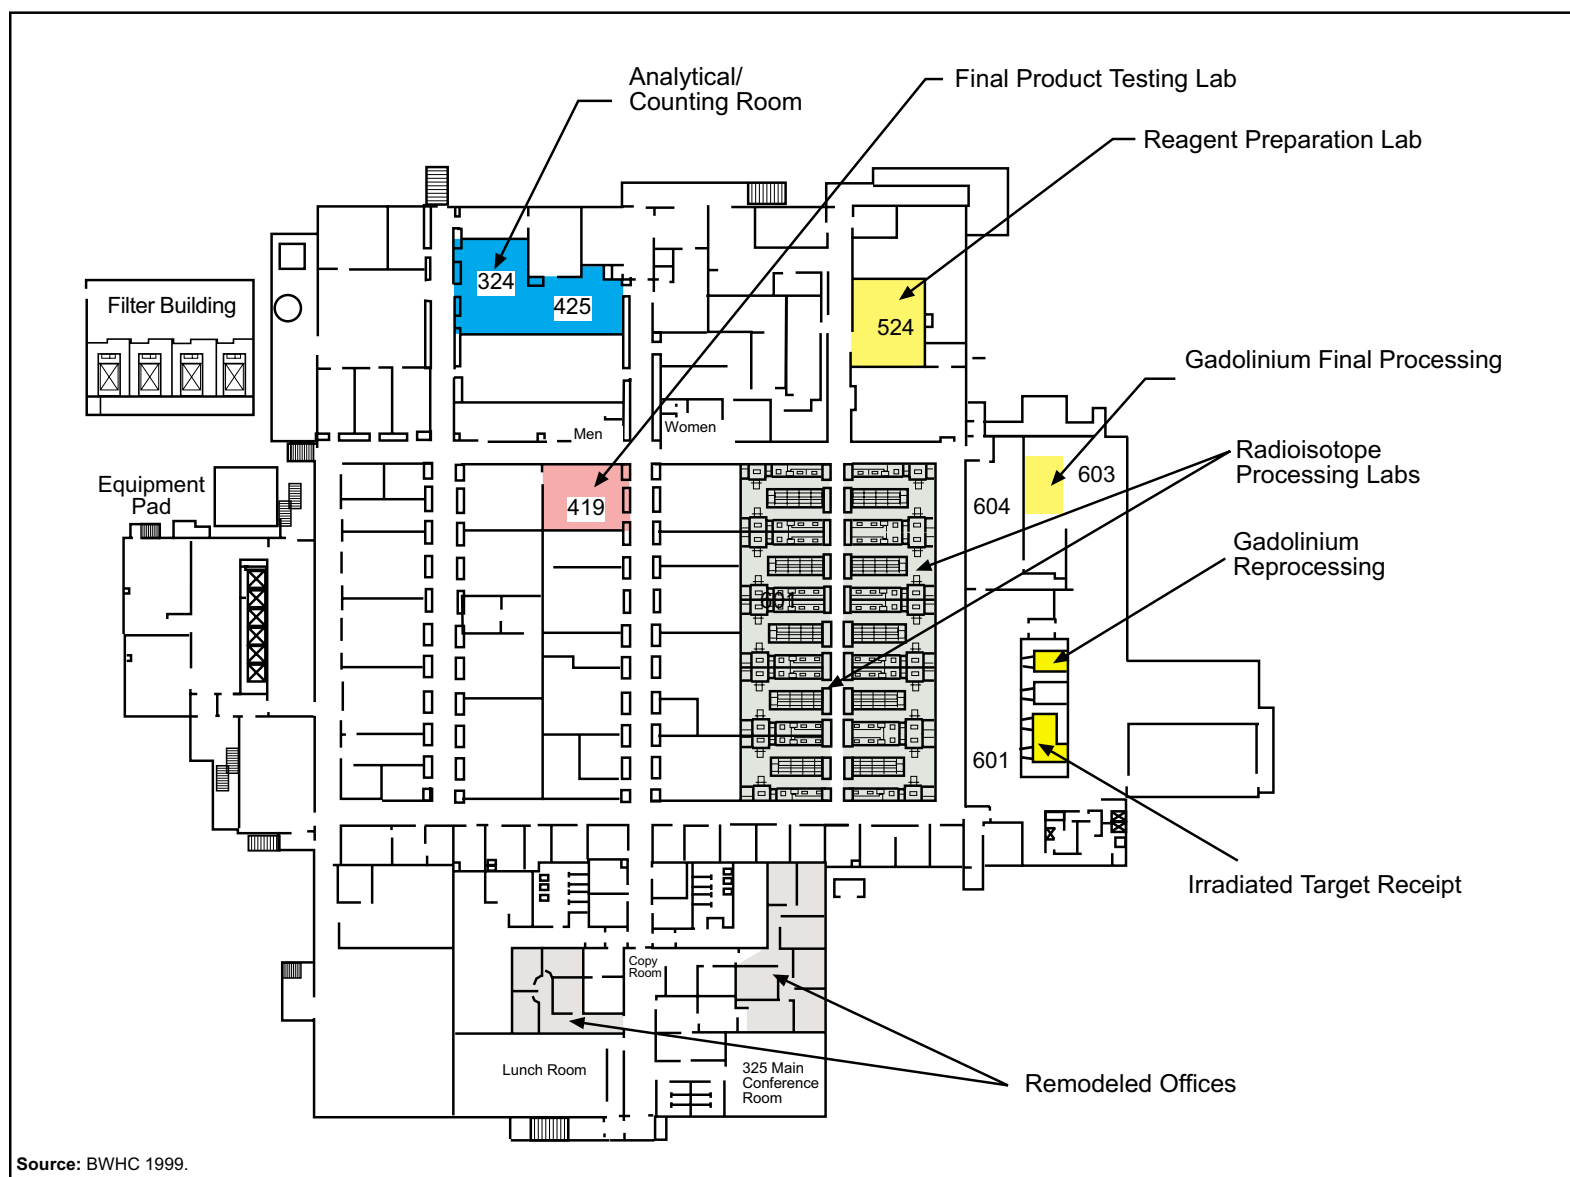 Analytical/
Counting Room
Final Product Testing Lab
Reagent Preparation Lab
324
425
Filter Building
524
Gadolinium Final Processing
Men
Women
Radioisotope
Processing Labs
603
Equipment
Pad
419
604
Gadolinium
Reprocessing
601
601
Irradiated Target Receipt
Copy
Room
Lunch Room
325 Main
Conference
Room
Remodeled Offices
Source: BWHC 1999.